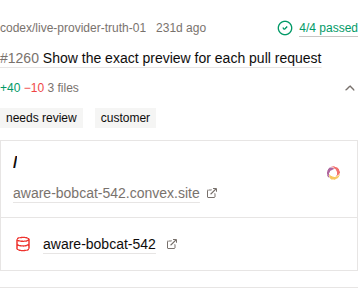 codex/live-provider-truth-01 231d ago 4/4 passed
#1260 Show the exact preview for each pull request
+40 −10 3 files
needs review customer
/
aware-bobcat-542.convex.site
aware-bobcat-542